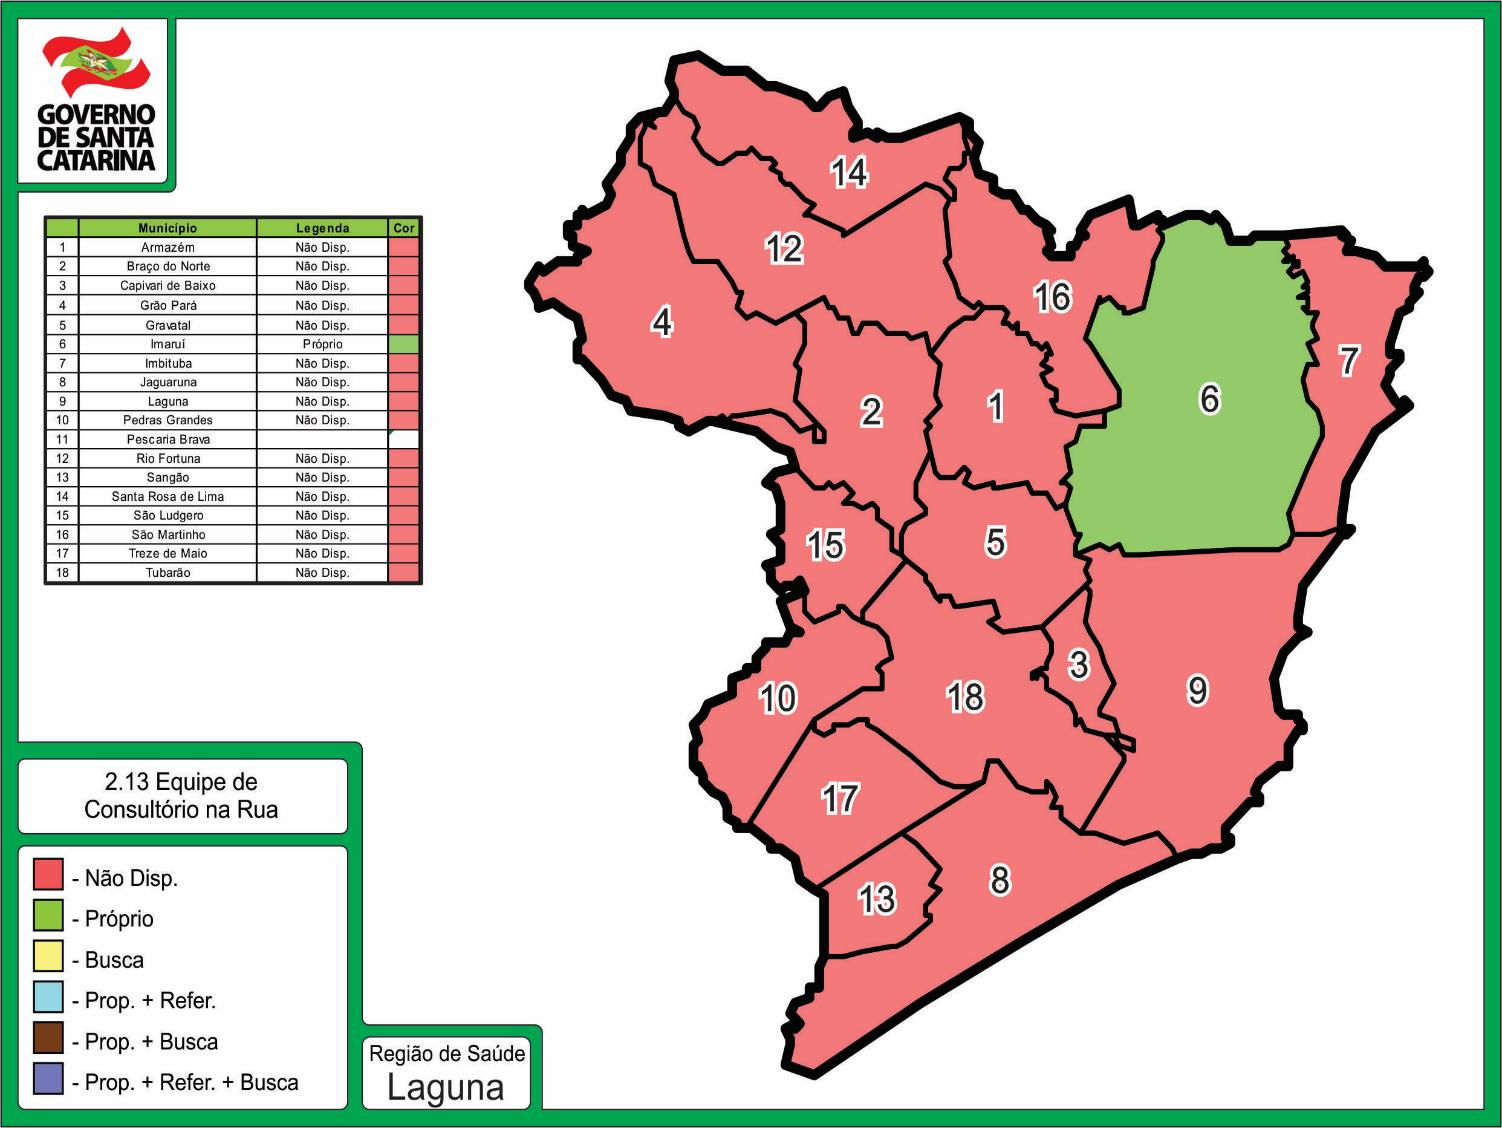 GOVERNO
DE SANTA
CATARINA
Município Legenda Cor
1 Armazém Não Disp.
2 Braço do Norte Não Disp.
3 Capivari de Baixo Não Disp.
4 Grão Pará Não Disp.
5 Gravatal Não Disp.
6 Imaruí Próprio
7 Imbituba Não Disp.
8 Jaguaruna Não Disp.
9 Laguna Não Disp.
10 Pedras Grandes Não Disp.
11 Pescaria Brava
12 Rio Fortuna Não Disp.
13 Sangão Não Disp.
14 Santa Rosa de Lima Não Disp.
15 São Ludgero Não Disp.
16 São Martinho Não Disp.
17 Treze de Maio Não Disp.
18 Tubarão Não Disp.
14
12
16
4
7
6
1
2
5
15
3
9
18
10
17
8
13
2.13 Equipe de
Consultório na Rua
- Não Disp.
- Próprio
- Busca
- Prop. + Refer.
- Prop. + Busca
- Prop. + Refer. + Busca
Região de Saúde
Laguna